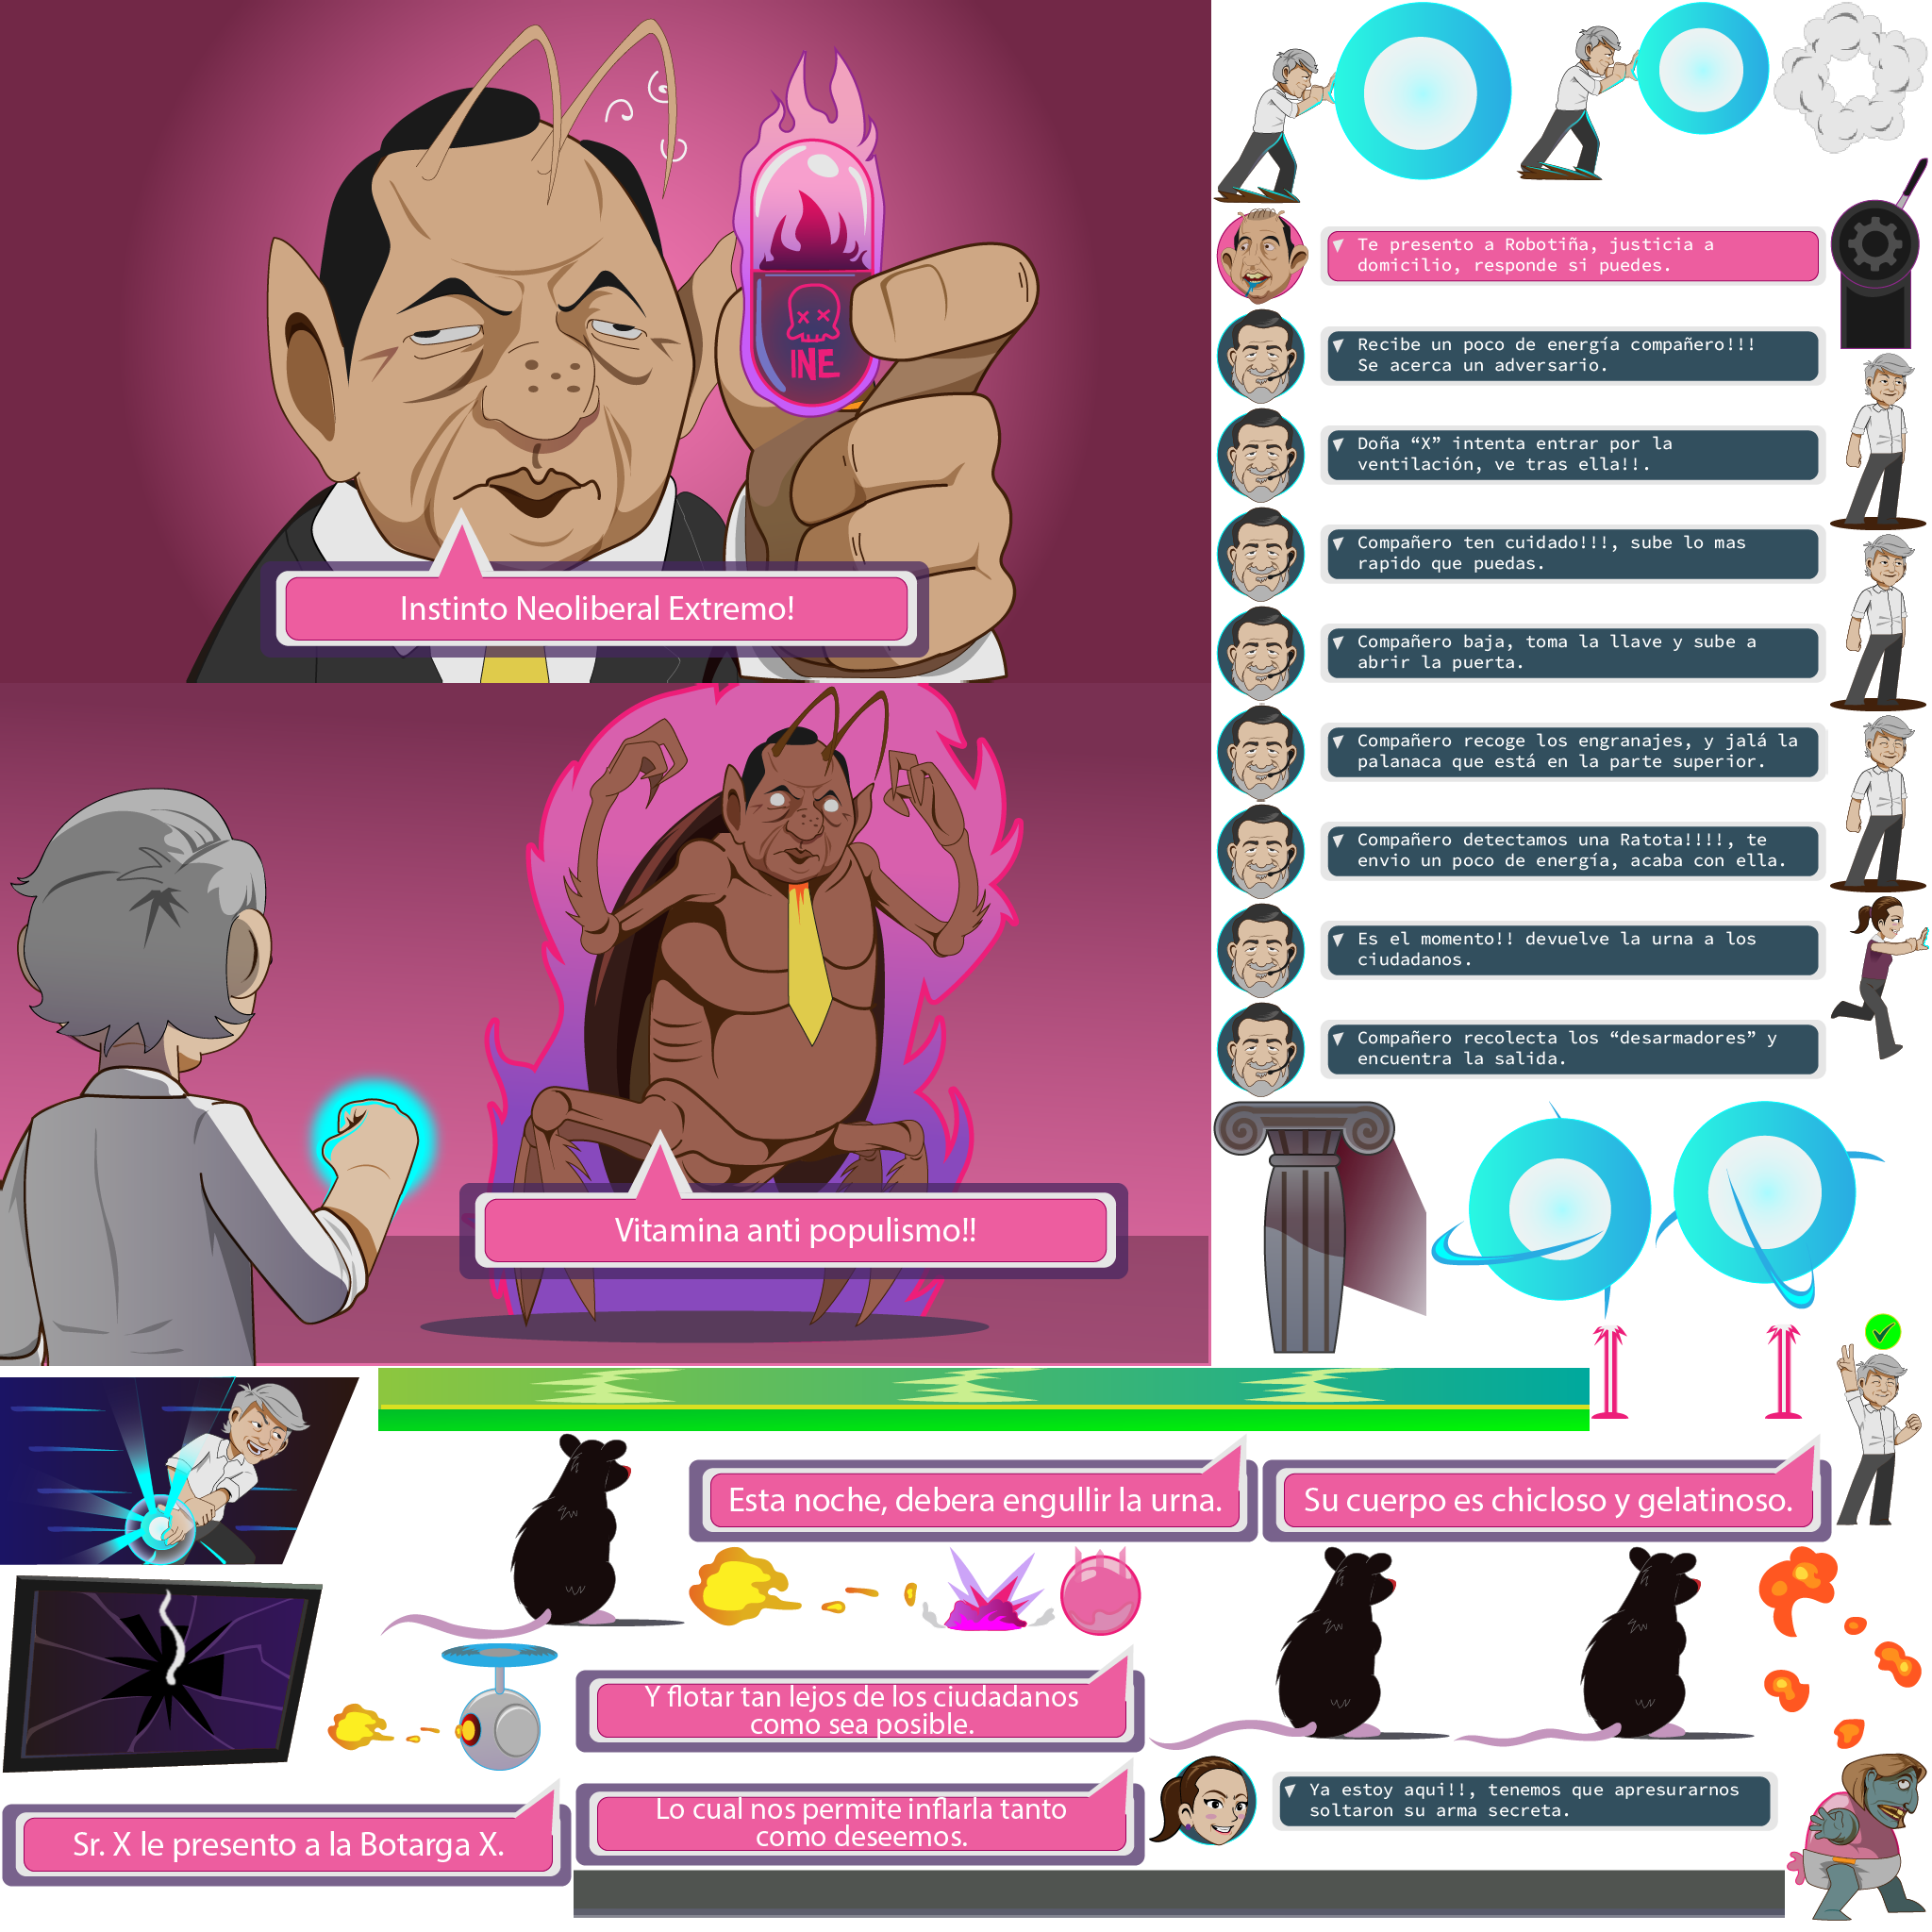 INE
Instinto Neoliberal Extremo!
Vitamina anti populismo!!
Te presento a Robotiña, justicia a
domicilio, responde si puedes.
Recibe un poco de energía compañero!!!
Se acerca un adversario.
Doña “X” intenta entrar por la
ventilación, ve tras ella!!.
Compañero ten cuidado!!!, sube lo mas
rapido que puedas.
Compañero baja, toma la llave y sube a
abrir la puerta.
Compañero recoge los engranajes, y jalá la
palanaca que está en la parte superior.
Compañero detectamos una Ratota!!!!, te
envio un poco de energía, acaba con ella.
Es el momento!! devuelve la urna a los
ciudadanos.
Compañero recolecta los “desarmadores” y
encuentra la salida.
Esta noche, debera engullir la urna.
Su cuerpo es chicloso y gelatinoso.
Y flotar tan lejos de los ciudadanos
como sea posible.
Sr. X le presento a la Botarga X.
Lo cual nos permite inflarla tanto
como deseemos.
Ya estoy aqui!!, tenemos que apresurarnos
soltaron su arma secreta.